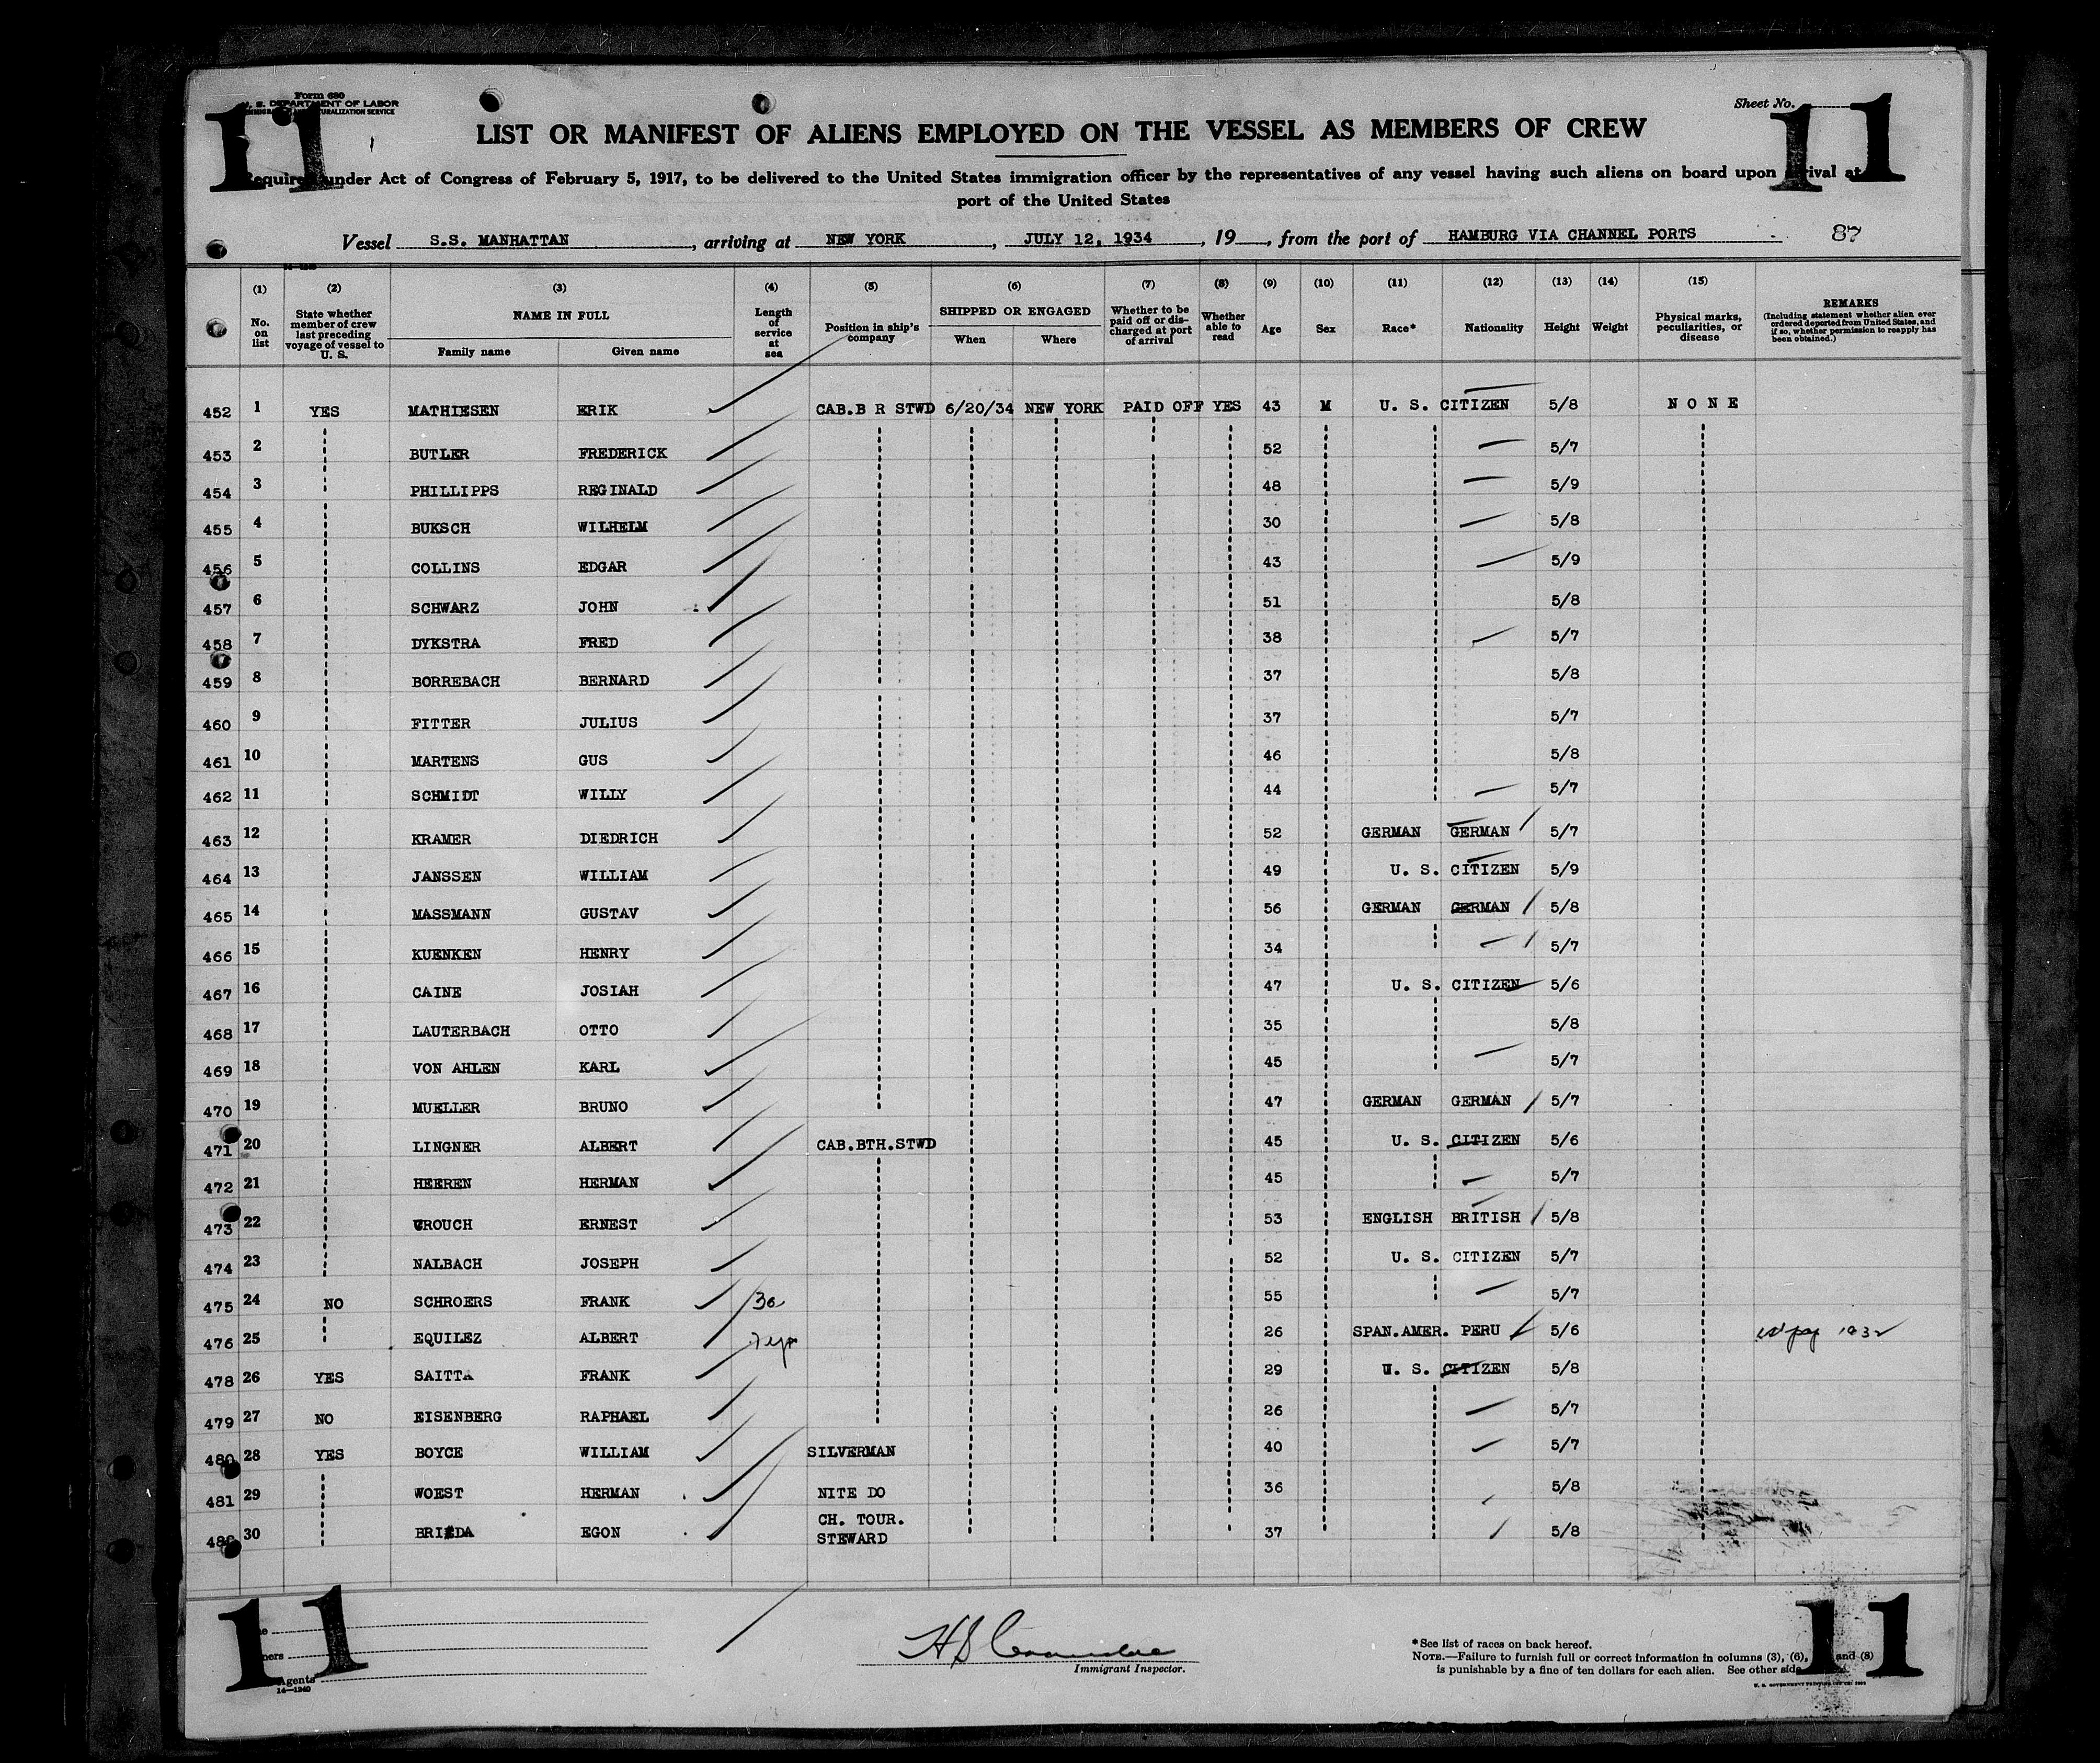 Form 680
U. S. DEPARTMENT OF LABOR
11 11
Sheet No.
LIST OR MANIFEST OF ALIENS EMPLOYED ON THE VESSEL AS MEMBERS OF CREW
Required under Act of Congress of February 5, 1917, to be delivered to the United States immigration officer by the representatives of any vessel having such aliens on board upon arrival at
port of the United States
Vessel S.S. MANHATTAN, arriving at NEW YORK, JULY 12, 1934, 19 , from the port of HAMBURG VIA CHANNEL PORTS 87
(1) (2) (3) (4) (5) (6) (7) (8) (9) (10) (11) (12) (13) (14) (15)
No. on list
State whether member of crew last preceding voyage of vessel to U. S.
NAME IN FULL
Family name Given name
Length of service at sea
Position in ship's company
SHIPPED OR ENGAGED
When Where
Whether to be paid off or discharged at port of arrival
Whether able to read
Age Sex Race* Nationality Height Weight
Physical marks, peculiarities, or disease
REMARKS
(Including statement whether alien ever ordered deported from United States, and if so, whether permission to reapply has been obtained.)
452 1 YES MATHIESEN ERIK CAB.B R STWD 6/20/34 NEW YORK PAID OFF YES 43 M U. S. CITIZEN 5/8 NONE
453 2 BUTLER FREDERICK 52 5/7
454 3 PHILLIPPS REGINALD 48 5/9
455 4 BUKSCH WILHELM 30 5/8
456 5 COLLINS EDGAR 43 5/9
457 6 SCHWARZ JOHN 51 5/8
458 7 DYKSTRA FRED 38 5/7
459 8 BORREBACH BERNARD 37 5/8
460 9 FITTER JULIUS 37 5/7
461 10 MARTENS GUS 46 5/8
462 11 SCHMIDT WILLY 44 5/7
463 12 KRAMER DIEDRICH 52 GERMAN GERMAN 5/7
464 13 JANSSEN WILLIAM 49 U. S. CITIZEN 5/9
465 14 MASSMANN GUSTAV 56 GERMAN GERMAN 5/8
466 15 KUENKEN HENRY 34 5/7
467 16 CAINE JOSIAH 47 U. S. CITIZEN 5/6
468 17 LAUTERBACH OTTO 35 5/8
469 18 VON AHLEN KARL 45 5/7
470 19 MUELLER BRUNO 47 GERMAN GERMAN 5/7
471 20 LINGNER ALBERT CAB.BTH.STWD 45 U. S. CITIZEN 5/6
472 21 HEEREN HERMAN 45 5/7
473 22 CROUCH ERNEST 53 ENGLISH BRITISH 5/8
474 23 NALBACH JOSEPH 52 U. S. CITIZEN 5/7
475 24 NO SCHROERS FRANK 55 5/7
476 25 EQUILEZ ALBERT 26 SPAN.AMER. PERU 5/6 1932
478 26 YES SAITTA FRANK 29 U. S. CITIZEN 5/8
479 27 NO EISENBERG RAPHAEL 26 5/7
480 28 YES BOYCE WILLIAM SILVERMAN 40 5/7
481 29 WOEST HERMAN NITE DO 36 5/8
30 BRIEDA EGON CH. TOUR. STEWARD 37 5/8
11 11
Agents
14—1240
Immigrant Inspector.
*See list of races on back hereof.
NOTE.—Failure to furnish full or correct information in columns (3), (6), and (8)
is punishable by a fine of ten dollars for each alien. See other side